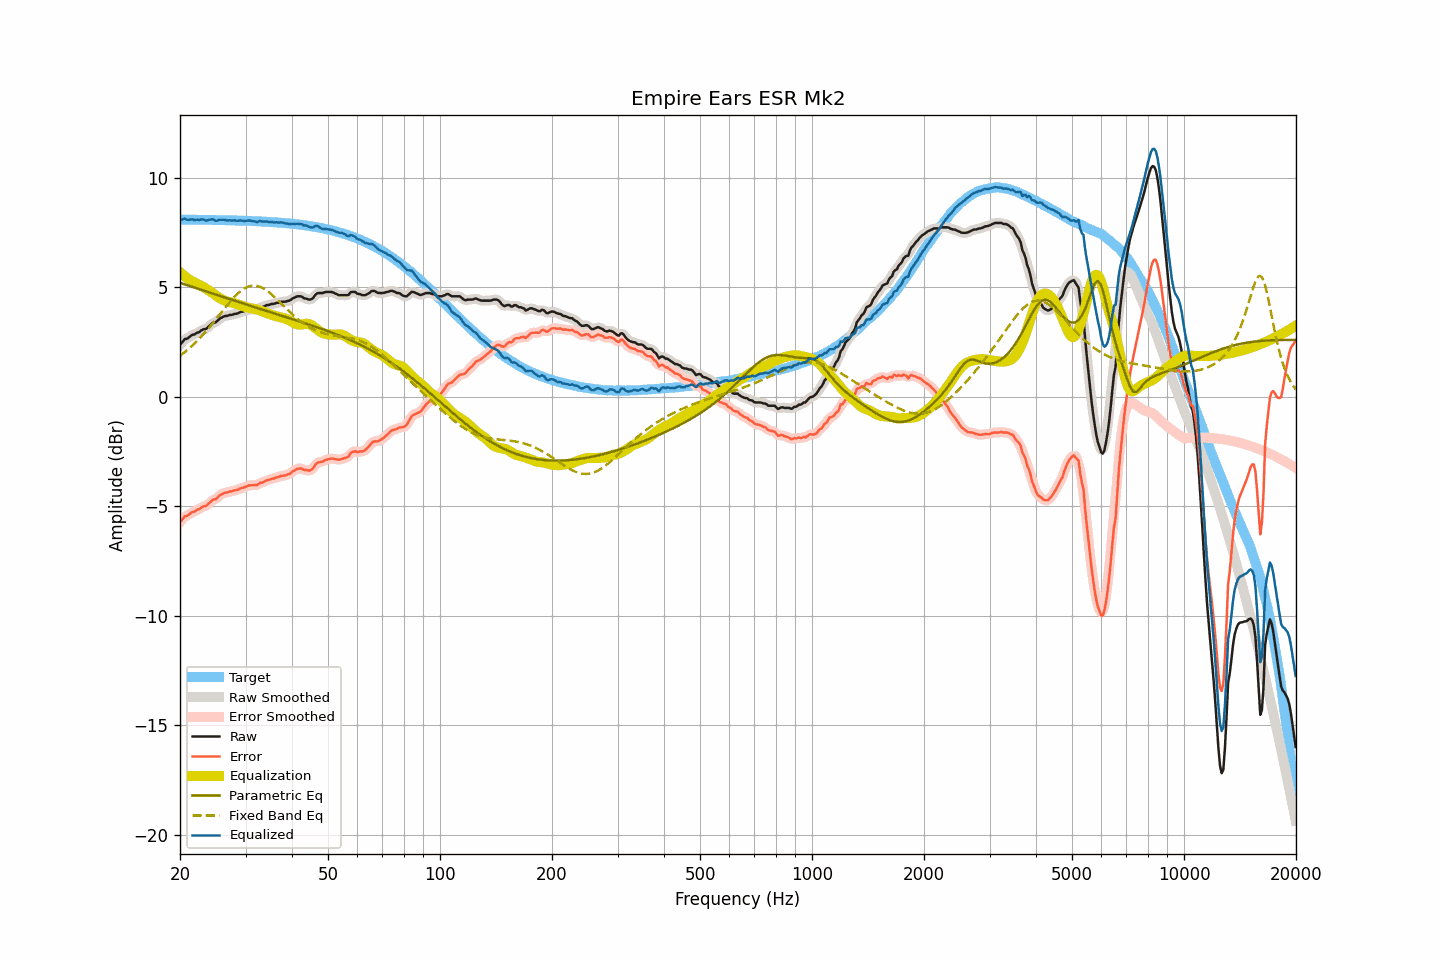 Empire Ears ESR Mk2
Amplitude (dBr)
10
5
0
−5
−10
−15
−20
Target
Raw Smoothed
Error Smoothed
Raw
Error
Equalization
Parametric Eq
Fixed Band Eq
Equalized
20 50 100 200 500 1000 2000 5000 10000 20000
Frequency (Hz)